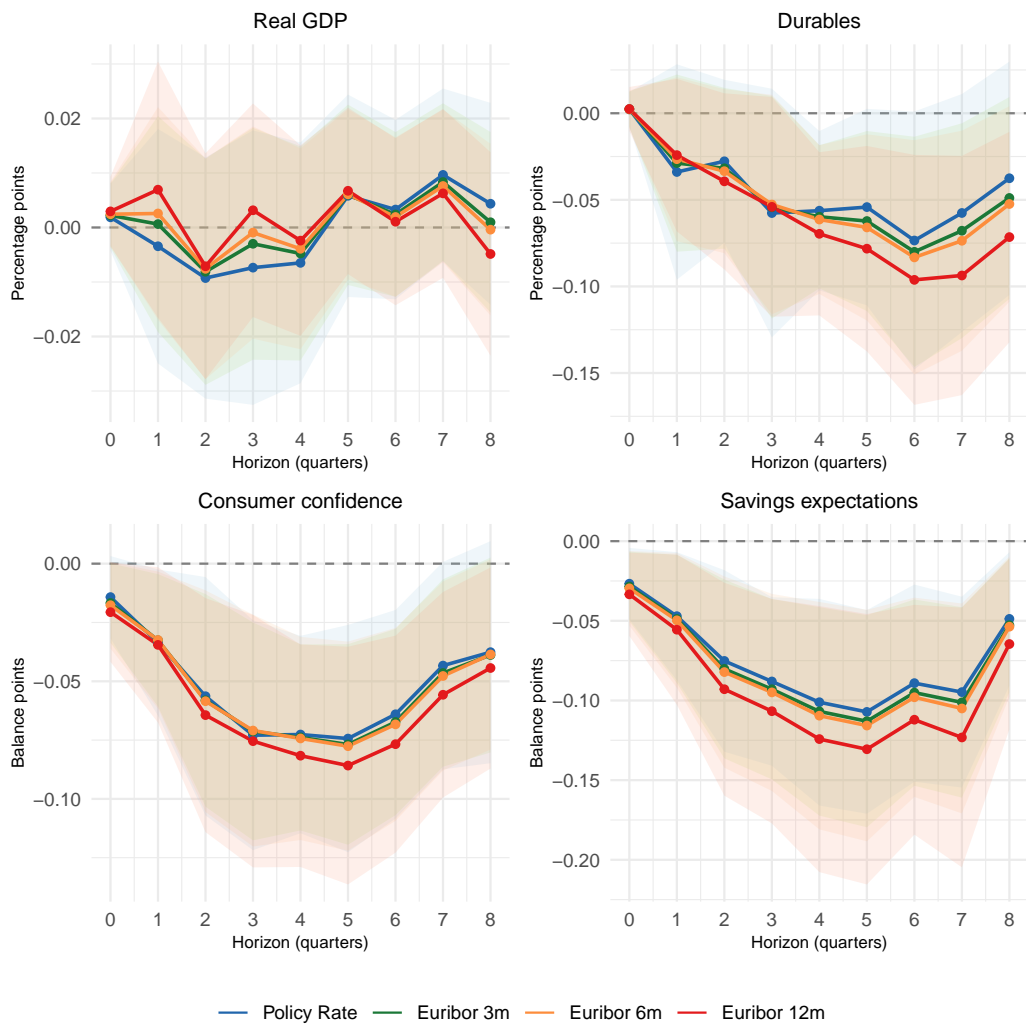 Real GDP
Durables
Percentage points
0.02
0.00
−0.02
0 1 2 3 4 5 6 7 8
Horizon (quarters)
Percentage points
0.00
−0.05
−0.10
−0.15
0 1 2 3 4 5 6 7 8
Horizon (quarters)
Consumer confidence
Savings expectations
Balance points
0.00
−0.05
−0.10
0 1 2 3 4 5 6 7 8
Horizon (quarters)
Balance points
0.00
−0.05
−0.10
−0.15
−0.20
0 1 2 3 4 5 6 7 8
Horizon (quarters)
Policy Rate Euribor 3m Euribor 6m Euribor 12m